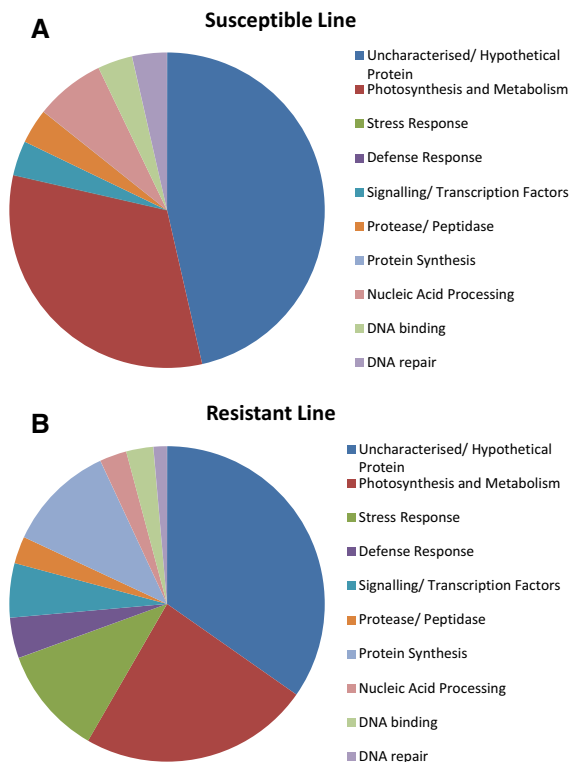 A
Susceptible Line
Uncharacterised/ Hypothetical
Protein
Photosynthesis and Metabolism
Stress Response
Defense Response
Signalling/ Transcription Factors
Protease/ Peptidase
Protein Synthesis
Nucleic Acid Processing
DNA binding
DNA repair
B
Resistant Line
Uncharacterised/ Hypothetical
Protein
Photosynthesis and Metabolism
Stress Response
Defense Response
Signalling/ Transcription Factors
Protease/ Peptidase
Protein Synthesis
Nucleic Acid Processing
DNA binding
DNA repair